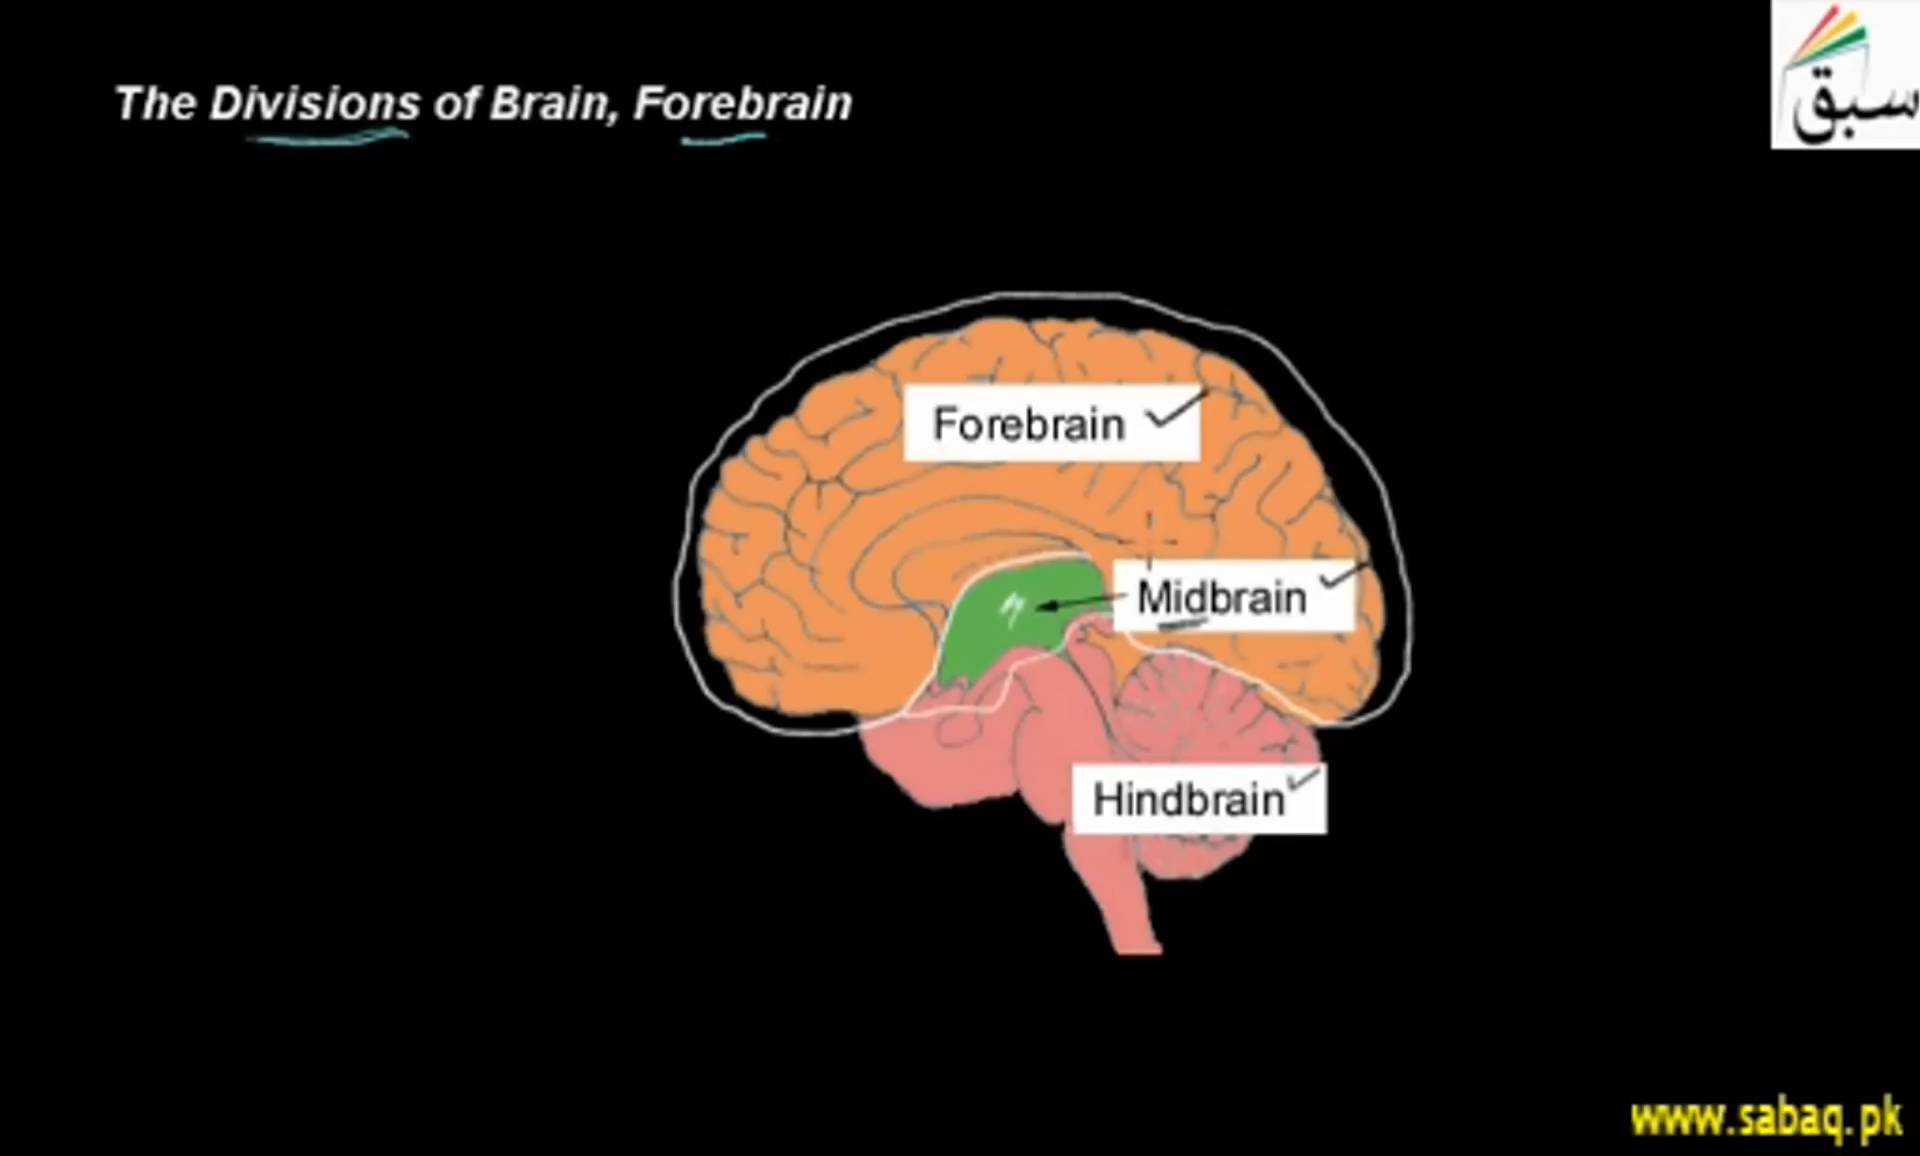 The Divisions of Brain, Forebrain
سبق
Forebrain
Midbrain
Hindbrain
www.sabaq.pk